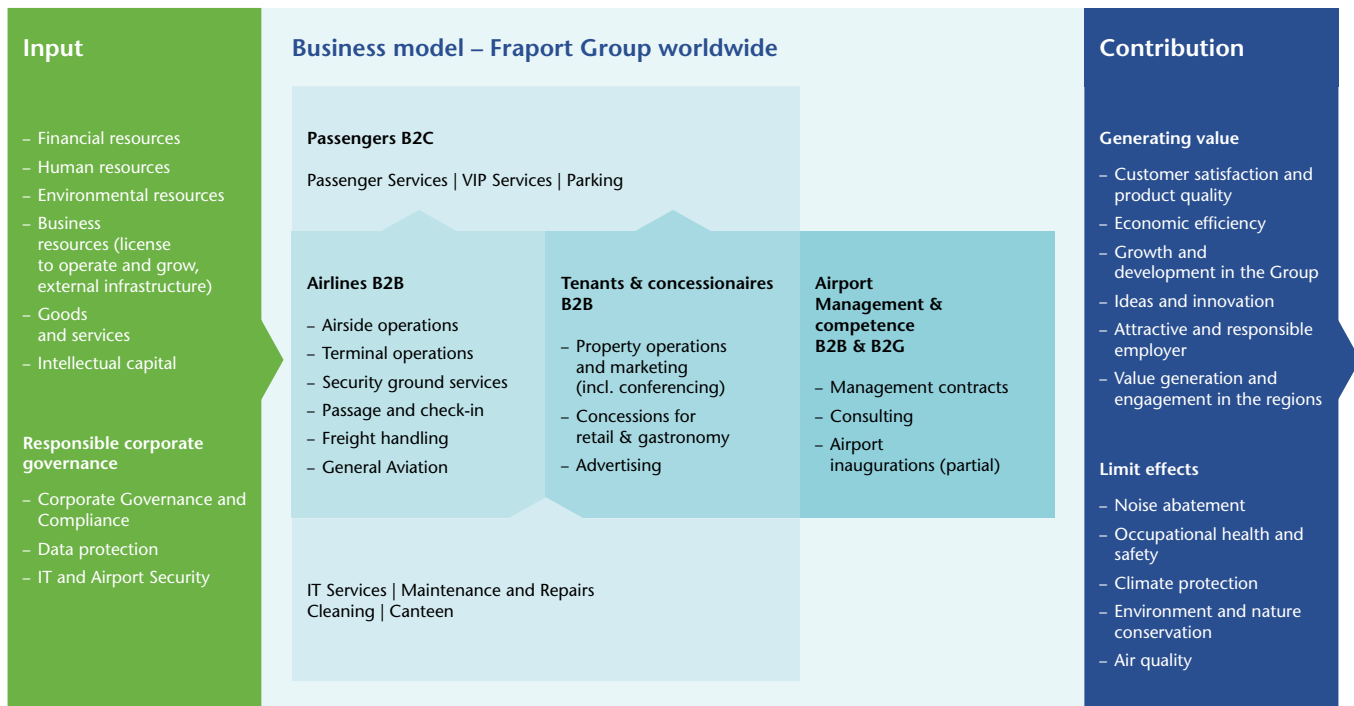 Input
– Financial resources
– Human resources
– Environmental resources
– Business
resources (license
to operate and grow,
external infrastructure)
– Goods
and services
– Intellectual capital
Responsible corporate
governance
– Corporate Governance and
Compliance
– Data protection
– IT and Airport Security
Business model – Fraport Group worldwide
Passengers B2C
Passenger Services | VIP Services | Parking
Airlines B2B
– Airside operations
– Terminal operations
– Security ground services
– Passage and check-in
– Freight handling
– General Aviation
Tenants & concessionaires
B2B
– Property operations
and marketing
(incl. conferencing)
– Concessions for
retail & gastronomy
– Advertising
Airport
Management &
competence
B2B & B2G
– Management contracts
– Consulting
– Airport
inaugurations (partial)
IT Services | Maintenance and Repairs
Cleaning | Canteen
Contribution
Generating value
– Customer satisfaction and
product quality
– Economic efficiency
– Growth and
development in the Group
– Ideas and innovation
– Attractive and responsible
employer
– Value generation and
engagement in the regions
Limit effects
– Noise abatement
– Occupational health and
safety
– Climate protection
– Environment and nature
conservation
– Air quality